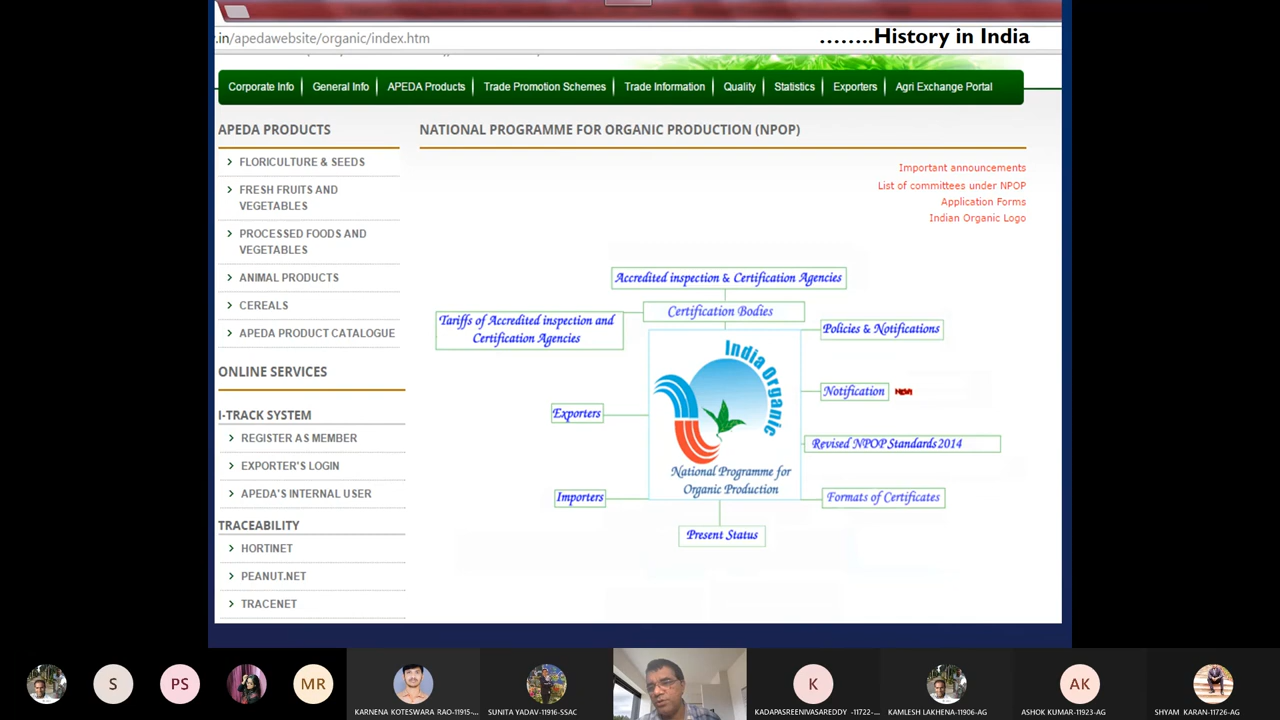 .in/apedawebsite/organic/index.htm
........History in India
Corporate Info
General Info
APEDA Products
Trade Promotion Schemes
Trade Information
Quality
Statistics
Exporters
Agri Exchange Portal
APEDA PRODUCTS
FLORICULTURE & SEEDS
FRESH FRUITS AND
VEGETABLES
PROCESSED FOODS AND
VEGETABLES
ANIMAL PRODUCTS
CEREALS
APEDA PRODUCT CATALOGUE
ONLINE SERVICES
I-TRACK SYSTEM
REGISTER AS MEMBER
EXPORTER'S LOGIN
APEDA'S INTERNAL USER
TRACEABILITY
HORTINET
PEANUT.NET
TRACENET
NATIONAL PROGRAMME FOR ORGANIC PRODUCTION (NPOP)
Important announcements
List of committees under NPOP
Application Forms
Indian Organic Logo
Accredited inspection & Certification Agencies
Certification Bodies
Tariffs of Accredited inspection and
Certification Agencies
Policies & Notifications
India Organic
Notification
Exporters
Revised NPOP Standards 2014
National Programme for
Organic Production
Importers
Formats of Certificates
Present Status
S
PS
MR
KARNENA KOTESWARA RAO-11915-...
SUNITA YADAV-11916-SSAC
K
KADAPASREENIVASAREDDY -11722-...
KAMLESH LAKHENA-11906-AG
AK
ASHOK KUMAR-11923-AG
SHYAM KARAN-11726-AG